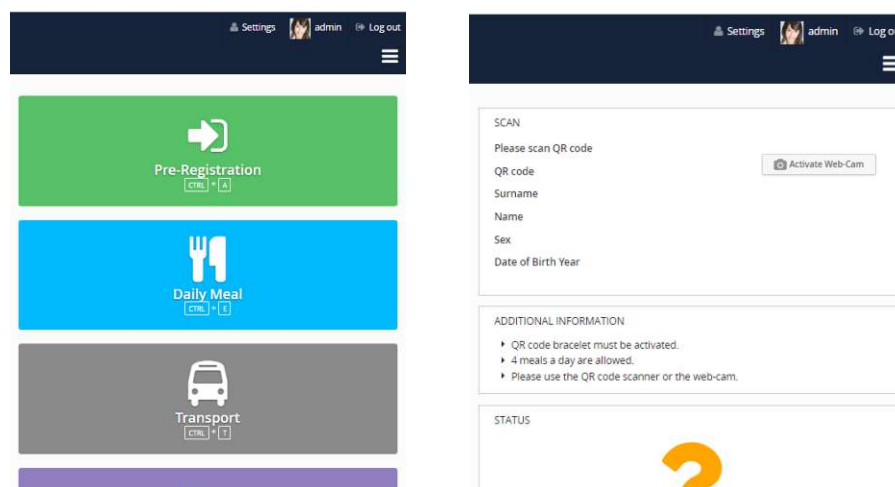 Settings admin Log out
Pre-Registration
CTRL + A
Daily Meal
CTRL + E
Transport
CTRL + T
Settings admin Log o
SCAN
Please scan QR code
Activate Web-Cam
QR code
Surname
Name
Sex
Date of Birth Year
ADDITIONAL INFORMATION
QR code bracelet must be activated.
4 meals a day are allowed.
Please use the QR code scanner or the web-cam.
STATUS
?